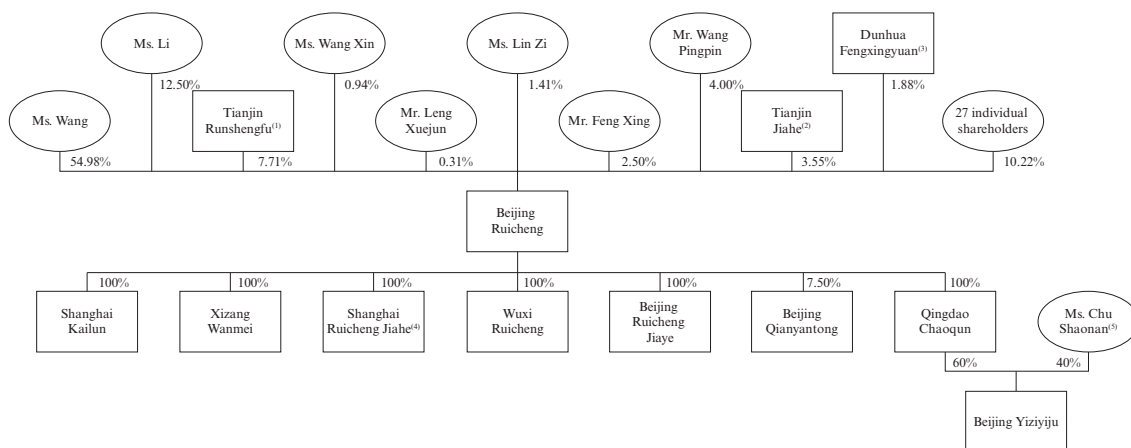 Ms. Li
Ms. Wang Xin
Ms. Lin Zi
Mr. Wang
Pingpin
Dunhua
Fengxingyuan(3)
12.50%
0.94%
1.41%
4.00%
1.88%
Ms. Wang
Tianjin
Runshengfu(1)
Mr. Leng
Xuejun
Mr. Feng Xing
Tianjin
Jiahe(2)
27 individual
shareholders
54.98%
7.71%
0.31%
2.50%
3.55%
10.22%
Beijing
Ruicheng
100%
100%
100%
100%
100%
7.50%
100%
Shanghai
Kailun
Xizang
Wanmei
Shanghai
Ruicheng Jiahe(4)
Wuxi
Ruicheng
Beijing
Ruicheng
Jiaye
Beijing
Qianyantong
Qingdao
Chaoqun
Ms. Chu
Shaonan(5)
60%
40%
Beijing Yiziyiju